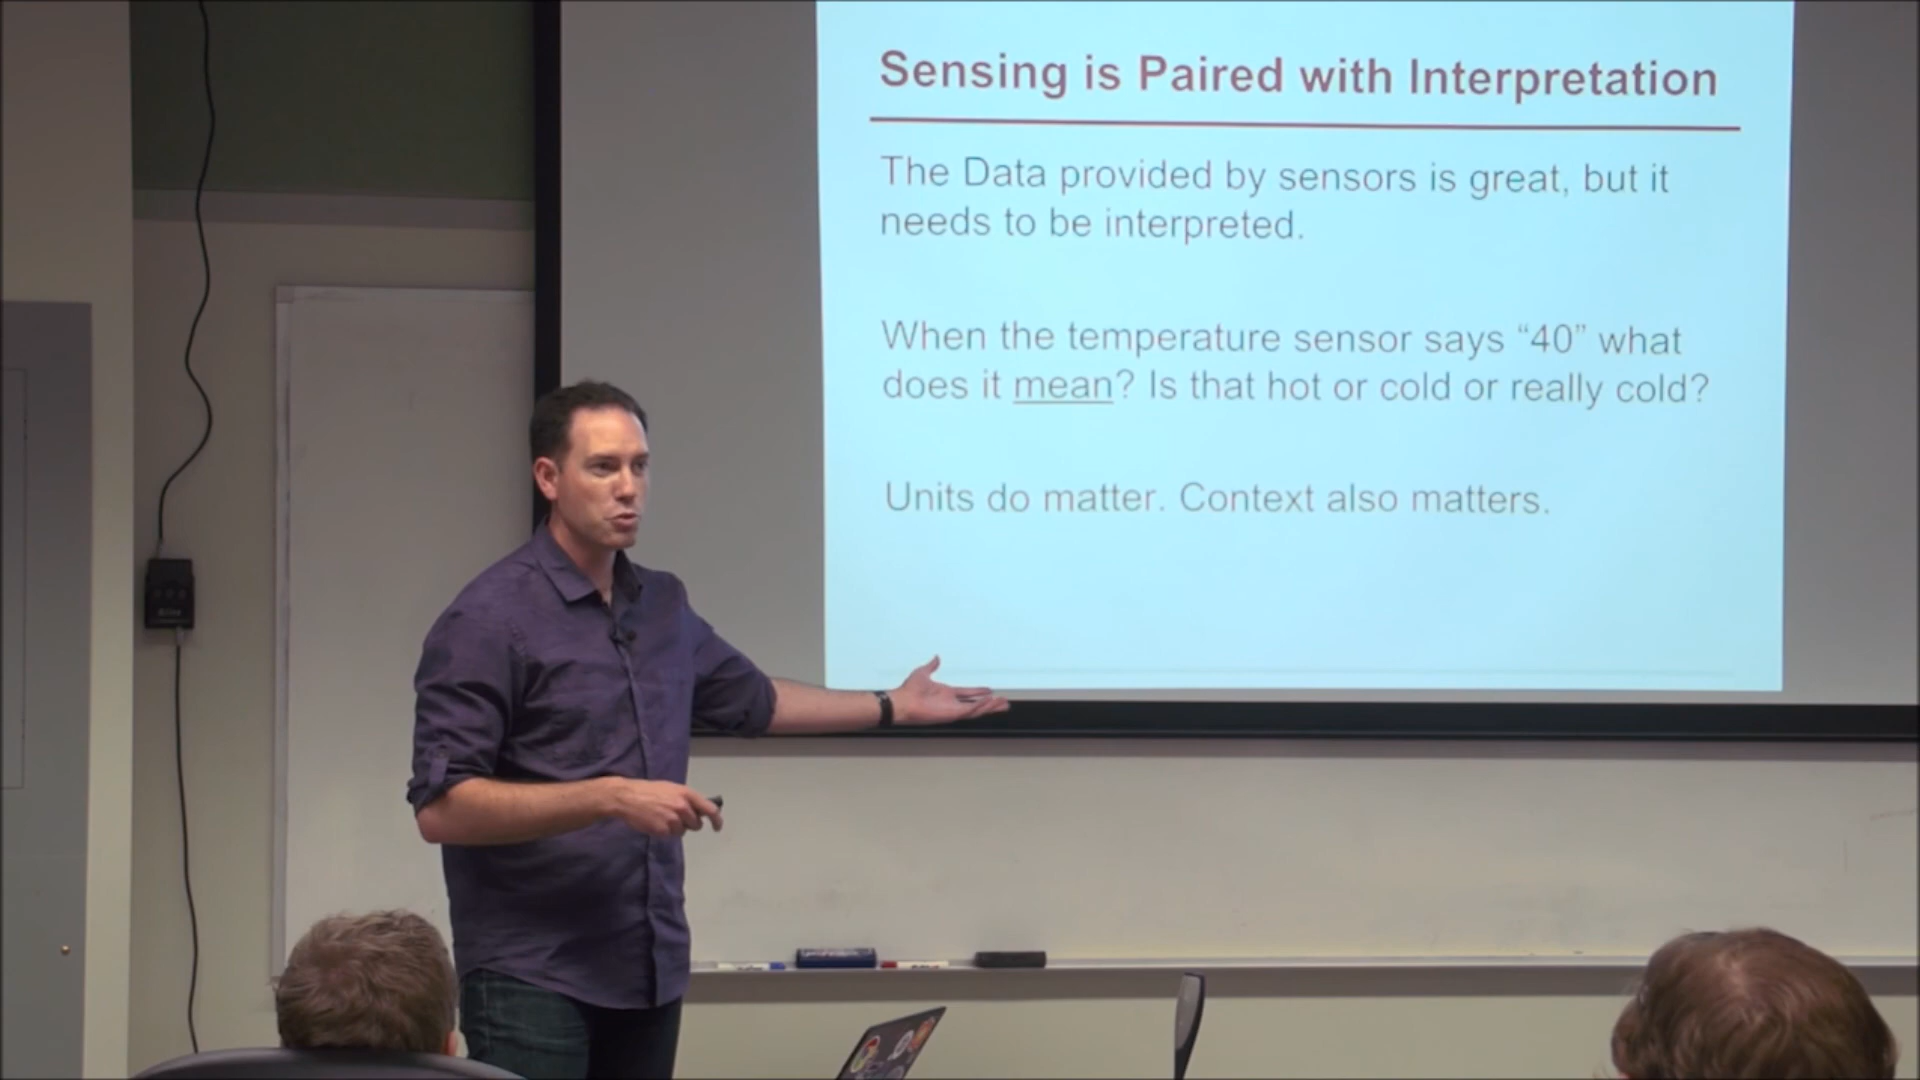 Sensing is Paired with Interpretation
The Data provided by sensors is great, but it
needs to be interpreted.
When the temperature sensor says “40” what
does it mean? Is that hot or cold or really cold?
Units do matter. Context also matters.